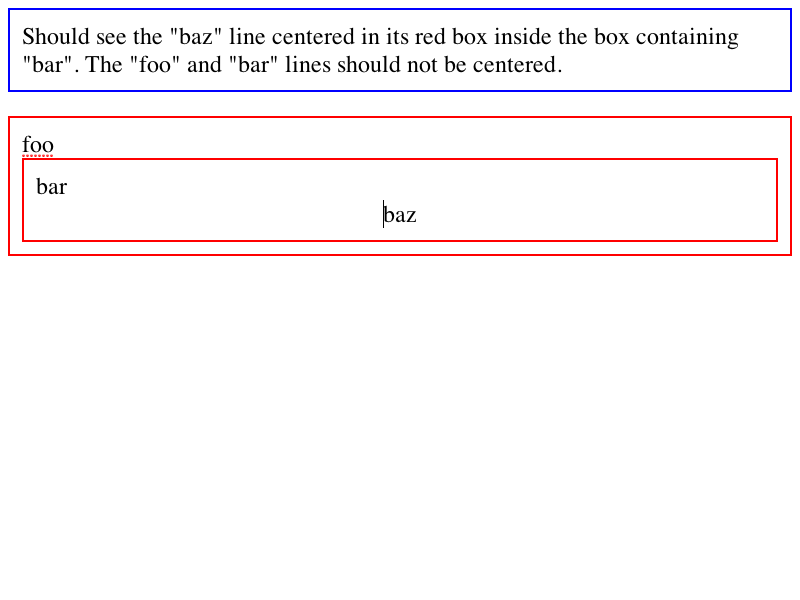 Should see the "baz" line centered in its red box inside the box containing
"bar". The "foo" and "bar" lines should not be centered.
foo
bar
baz